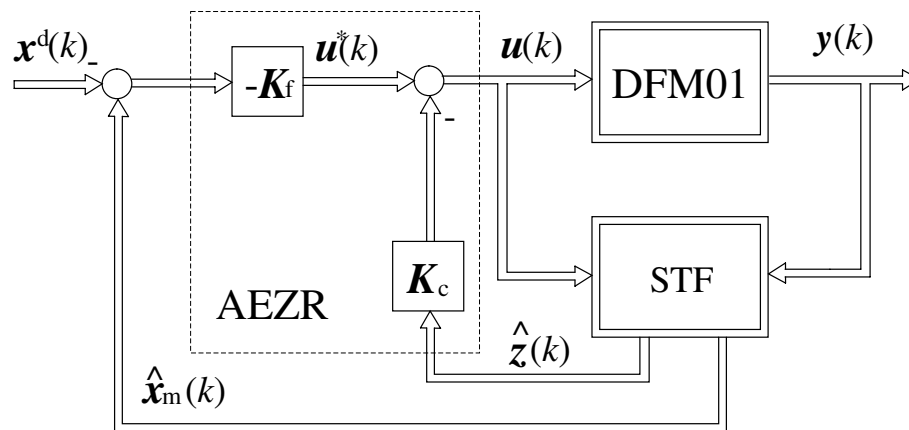 x^d(k)
-
-K_f
u^*(k)
-
u(k)
DFM01
y(k)
K_c
STF
AEZR
ẑ(k)
x̂_m(k)